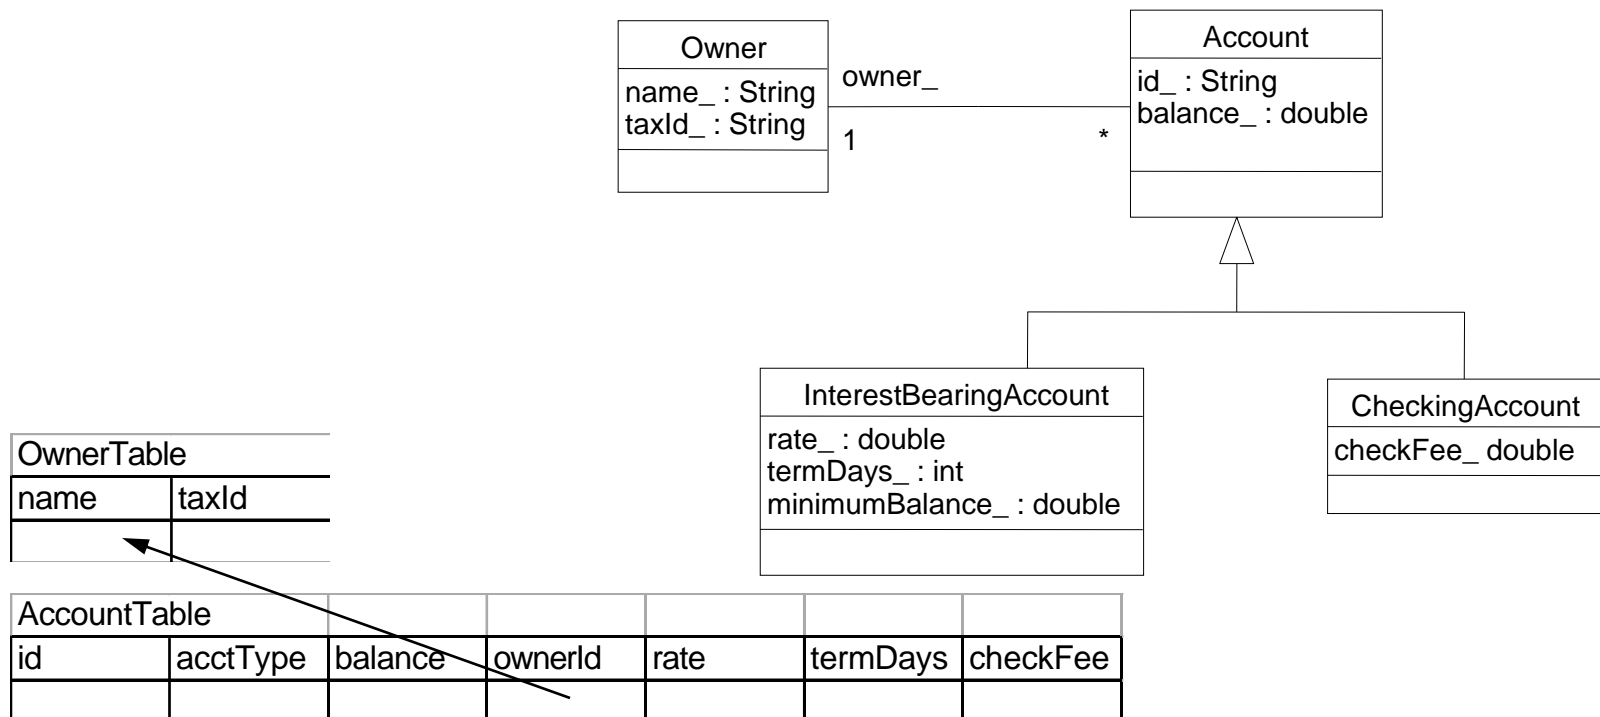 Owner
name_ : String
taxId_ : String
owner_
1
*
Account
id_ : String
balance_ : double
InterestBearingAccount
rate_ : double
termDays_ : int
minimumBalance_ : double
CheckingAccount
checkFee_ double
OwnerTable
name taxId
AccountTable
id acctType balance ownerId rate termDays checkFee